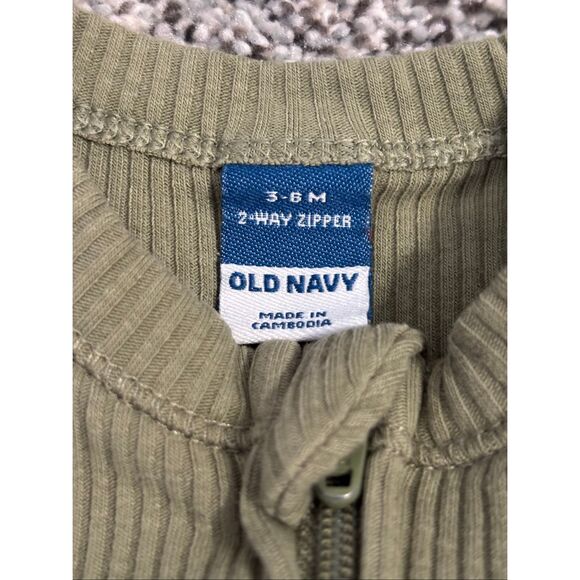 3-6 M
2-WAY ZIPPER
OLD NAVY
MADE IN
CAMBODIA